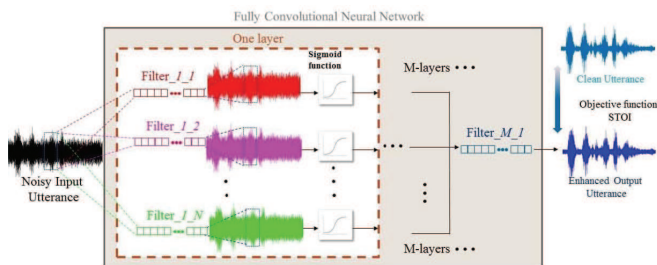 Fully Convolutional Neural Network
One layer
Sigmoid
function
Filter_1_1
M-layers
Clean Utterance
Filter_1_2
Filter_M_1
Objective function
STOI
Noisy Input
Utterance
Enhanced Output
Utterance
Filter_1_N
M-layers